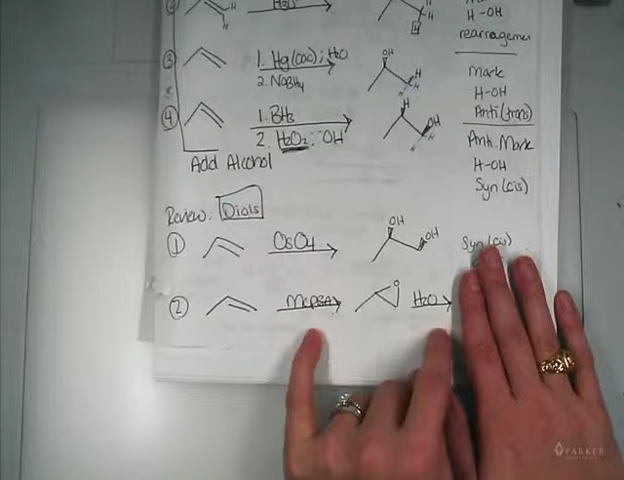 H-OH
rearrangement
③ 1. Hg(OAc)₂; H₂O OH Mark
2. NaBH₄ H H-OH
Anti (trans)
④ 1. BH₃ H Anti. Mark
2. H₂O₂; ⁻OH OH H-OH
Add Alcohol Syn (cis)
Review: Diols
① OsO₄ OH OH Syn (cis)
② McPBA O H₂O
PARKER